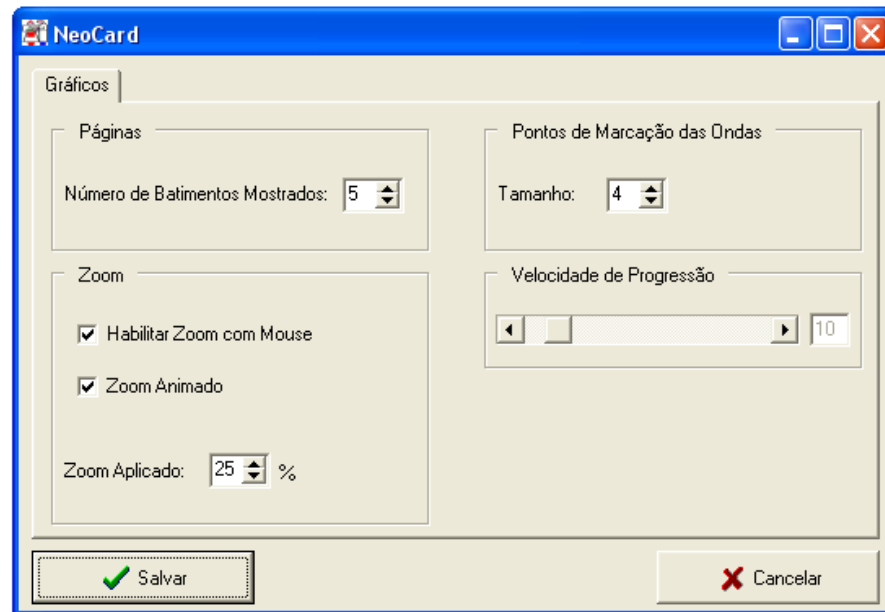 NeoCard
Gráficos
Páginas
Número de Batimentos Mostrados: 5
Pontos de Marcação das Ondas
Tamanho: 4
Zoom
Habilitar Zoom com Mouse
Zoom Animado
Zoom Aplicado: 25 %
Velocidade de Progressão
10
Salvar
Cancelar